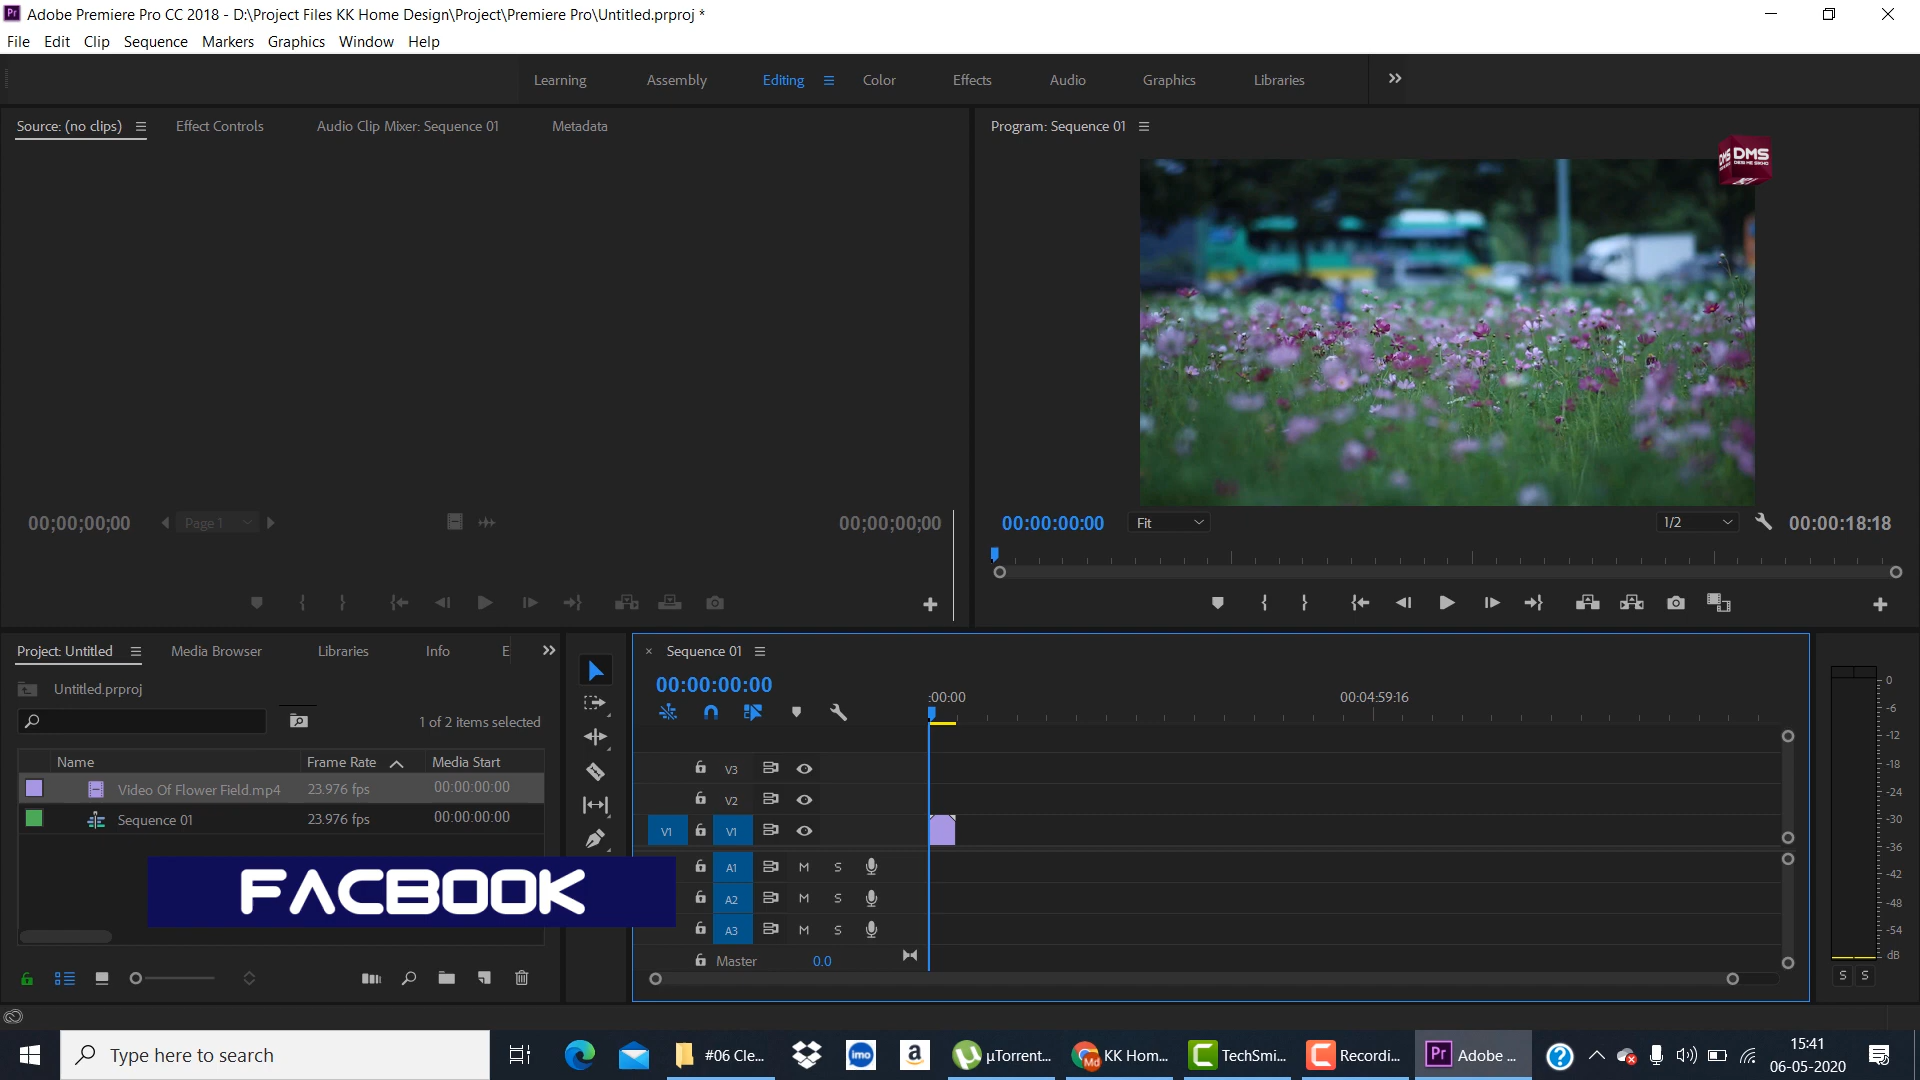 Adobe Premiere Pro CC 2018 - D:\Project Files KK Home Design\Project\Premiere Pro\Untitled.prproj *
File Edit Clip Sequence Markers Graphics Window Help
Learning Assembly Editing Color Effects Audio Graphics Libraries
Source: (no clips) Effect Controls Audio Clip Mixer: Sequence 01 Metadata
Program: Sequence 01
DMS
00;00;00;00 Page 1 00;00;00;00
00:00:00:00 Fit 1/2 00:00:18:18
Project: Untitled Media Browser Libraries Info E
Untitled.prproj
1 of 2 items selected
Name Frame Rate Media Start
Video Of Flower Field.mp4 23.976 fps 00:00:00:00
Sequence 01 23.976 fps 00:00:00:00
FACBOOK
× Sequence 01
00:00:00:00
:00:00 00:04:59:16
V3
V2
V1 V1
A1 M S
A2 M S
A3 M S
Master 0.0
0
-6
-12
-18
-24
-30
-36
-42
-48
-54
dB
S S
Type here to search
#06 Cle...
imo
a
µTorrent...
KK Hom...
TechSmi...
Recordi...
Pr Adobe ...
15:41
06-05-2020